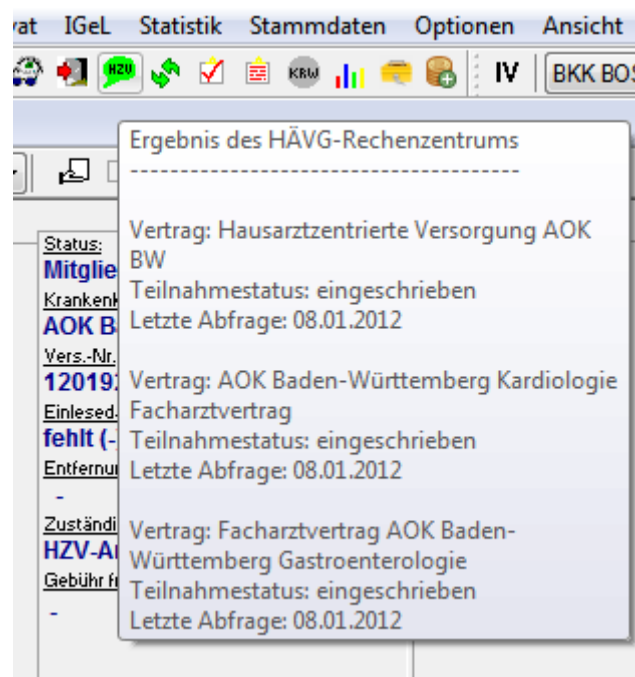 IGeL Statistik Stammdaten Optionen Ansicht
HZV KBW IV BKK
Ergebnis des HÄVG-Rechenzentrums
---------------------------------------
Vertrag: Hausarztzentrierte Versorgung AOK
BW
Teilnahmestatus: eingeschrieben
Letzte Abfrage: 08.01.2012
Vertrag: AOK Baden-Württemberg Kardiologie
Facharztvertrag
Teilnahmestatus: eingeschrieben
Letzte Abfrage: 08.01.2012
Vertrag: Facharztvertrag AOK Baden-
Württemberg Gastroenterologie
Teilnahmestatus: eingeschrieben
Letzte Abfrage: 08.01.2012
Status:
Mitglie
Krankenk
AOK B
Vers.-Nr.
12019
Einlesed
fehlt (-
Entfernu
-
Zuständi
HZV-A
Gebühr f
-